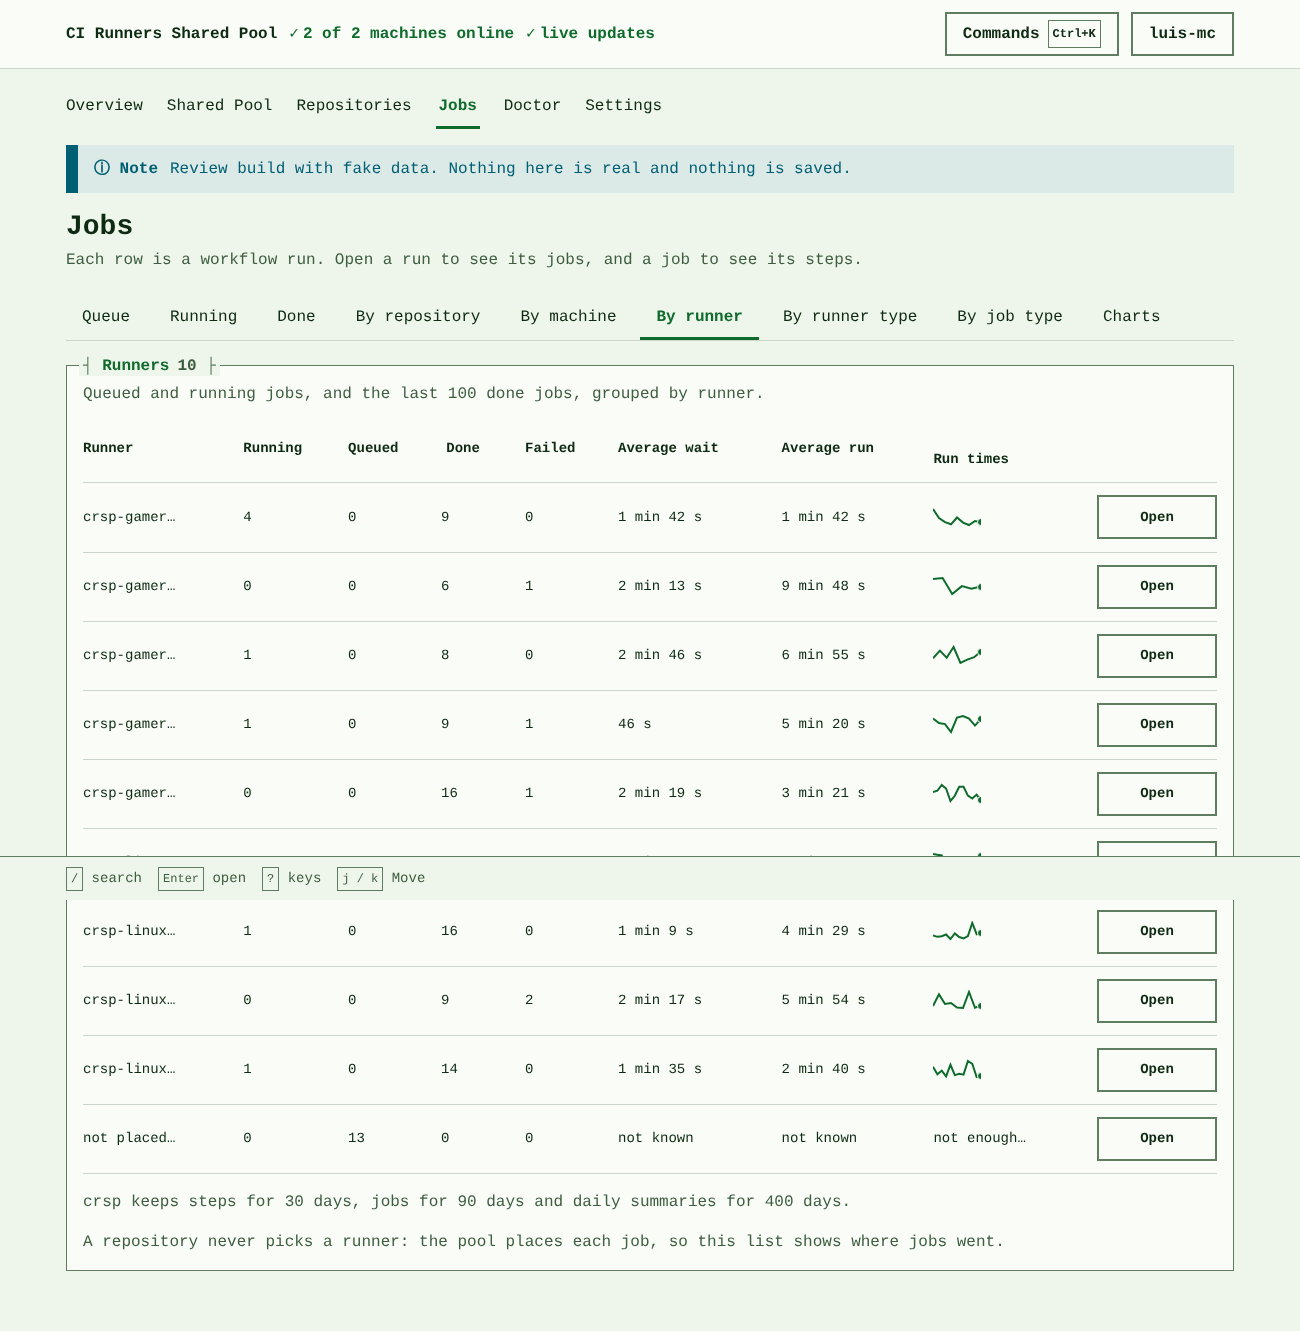 CI Runners Shared Pool ✓ 2 of 2 machines online ✓ live updates Commands Ctrl+K luis-mc
Overview Shared Pool Repositories Jobs Doctor Settings
ⓘ Note Review build with fake data. Nothing here is real and nothing is saved.
Jobs
Each row is a workflow run. Open a run to see its jobs, and a job to see its steps.
Queue Running Done By repository By machine By runner By runner type By job type Charts
Runners 10
Queued and running jobs, and the last 100 done jobs, grouped by runner.
Runner Running Queued Done Failed Average wait Average run Run times
crsp-gamer… 4 0 9 0 1 min 42 s 1 min 42 s Open
crsp-gamer… 0 0 6 1 2 min 13 s 9 min 48 s Open
crsp-gamer… 1 0 8 0 2 min 46 s 6 min 55 s Open
crsp-gamer… 1 0 9 1 46 s 5 min 20 s Open
crsp-gamer… 0 0 16 1 2 min 19 s 3 min 21 s Open
/ search Enter open ? keys j / k Move
crsp-linux… 1 0 16 0 1 min 9 s 4 min 29 s Open
crsp-linux… 0 0 9 2 2 min 17 s 5 min 54 s Open
crsp-linux… 1 0 14 0 1 min 35 s 2 min 40 s Open
not placed… 0 13 0 0 not known not known not enough… Open
crsp keeps steps for 30 days, jobs for 90 days and daily summaries for 400 days.
A repository never picks a runner: the pool places each job, so this list shows where jobs went.